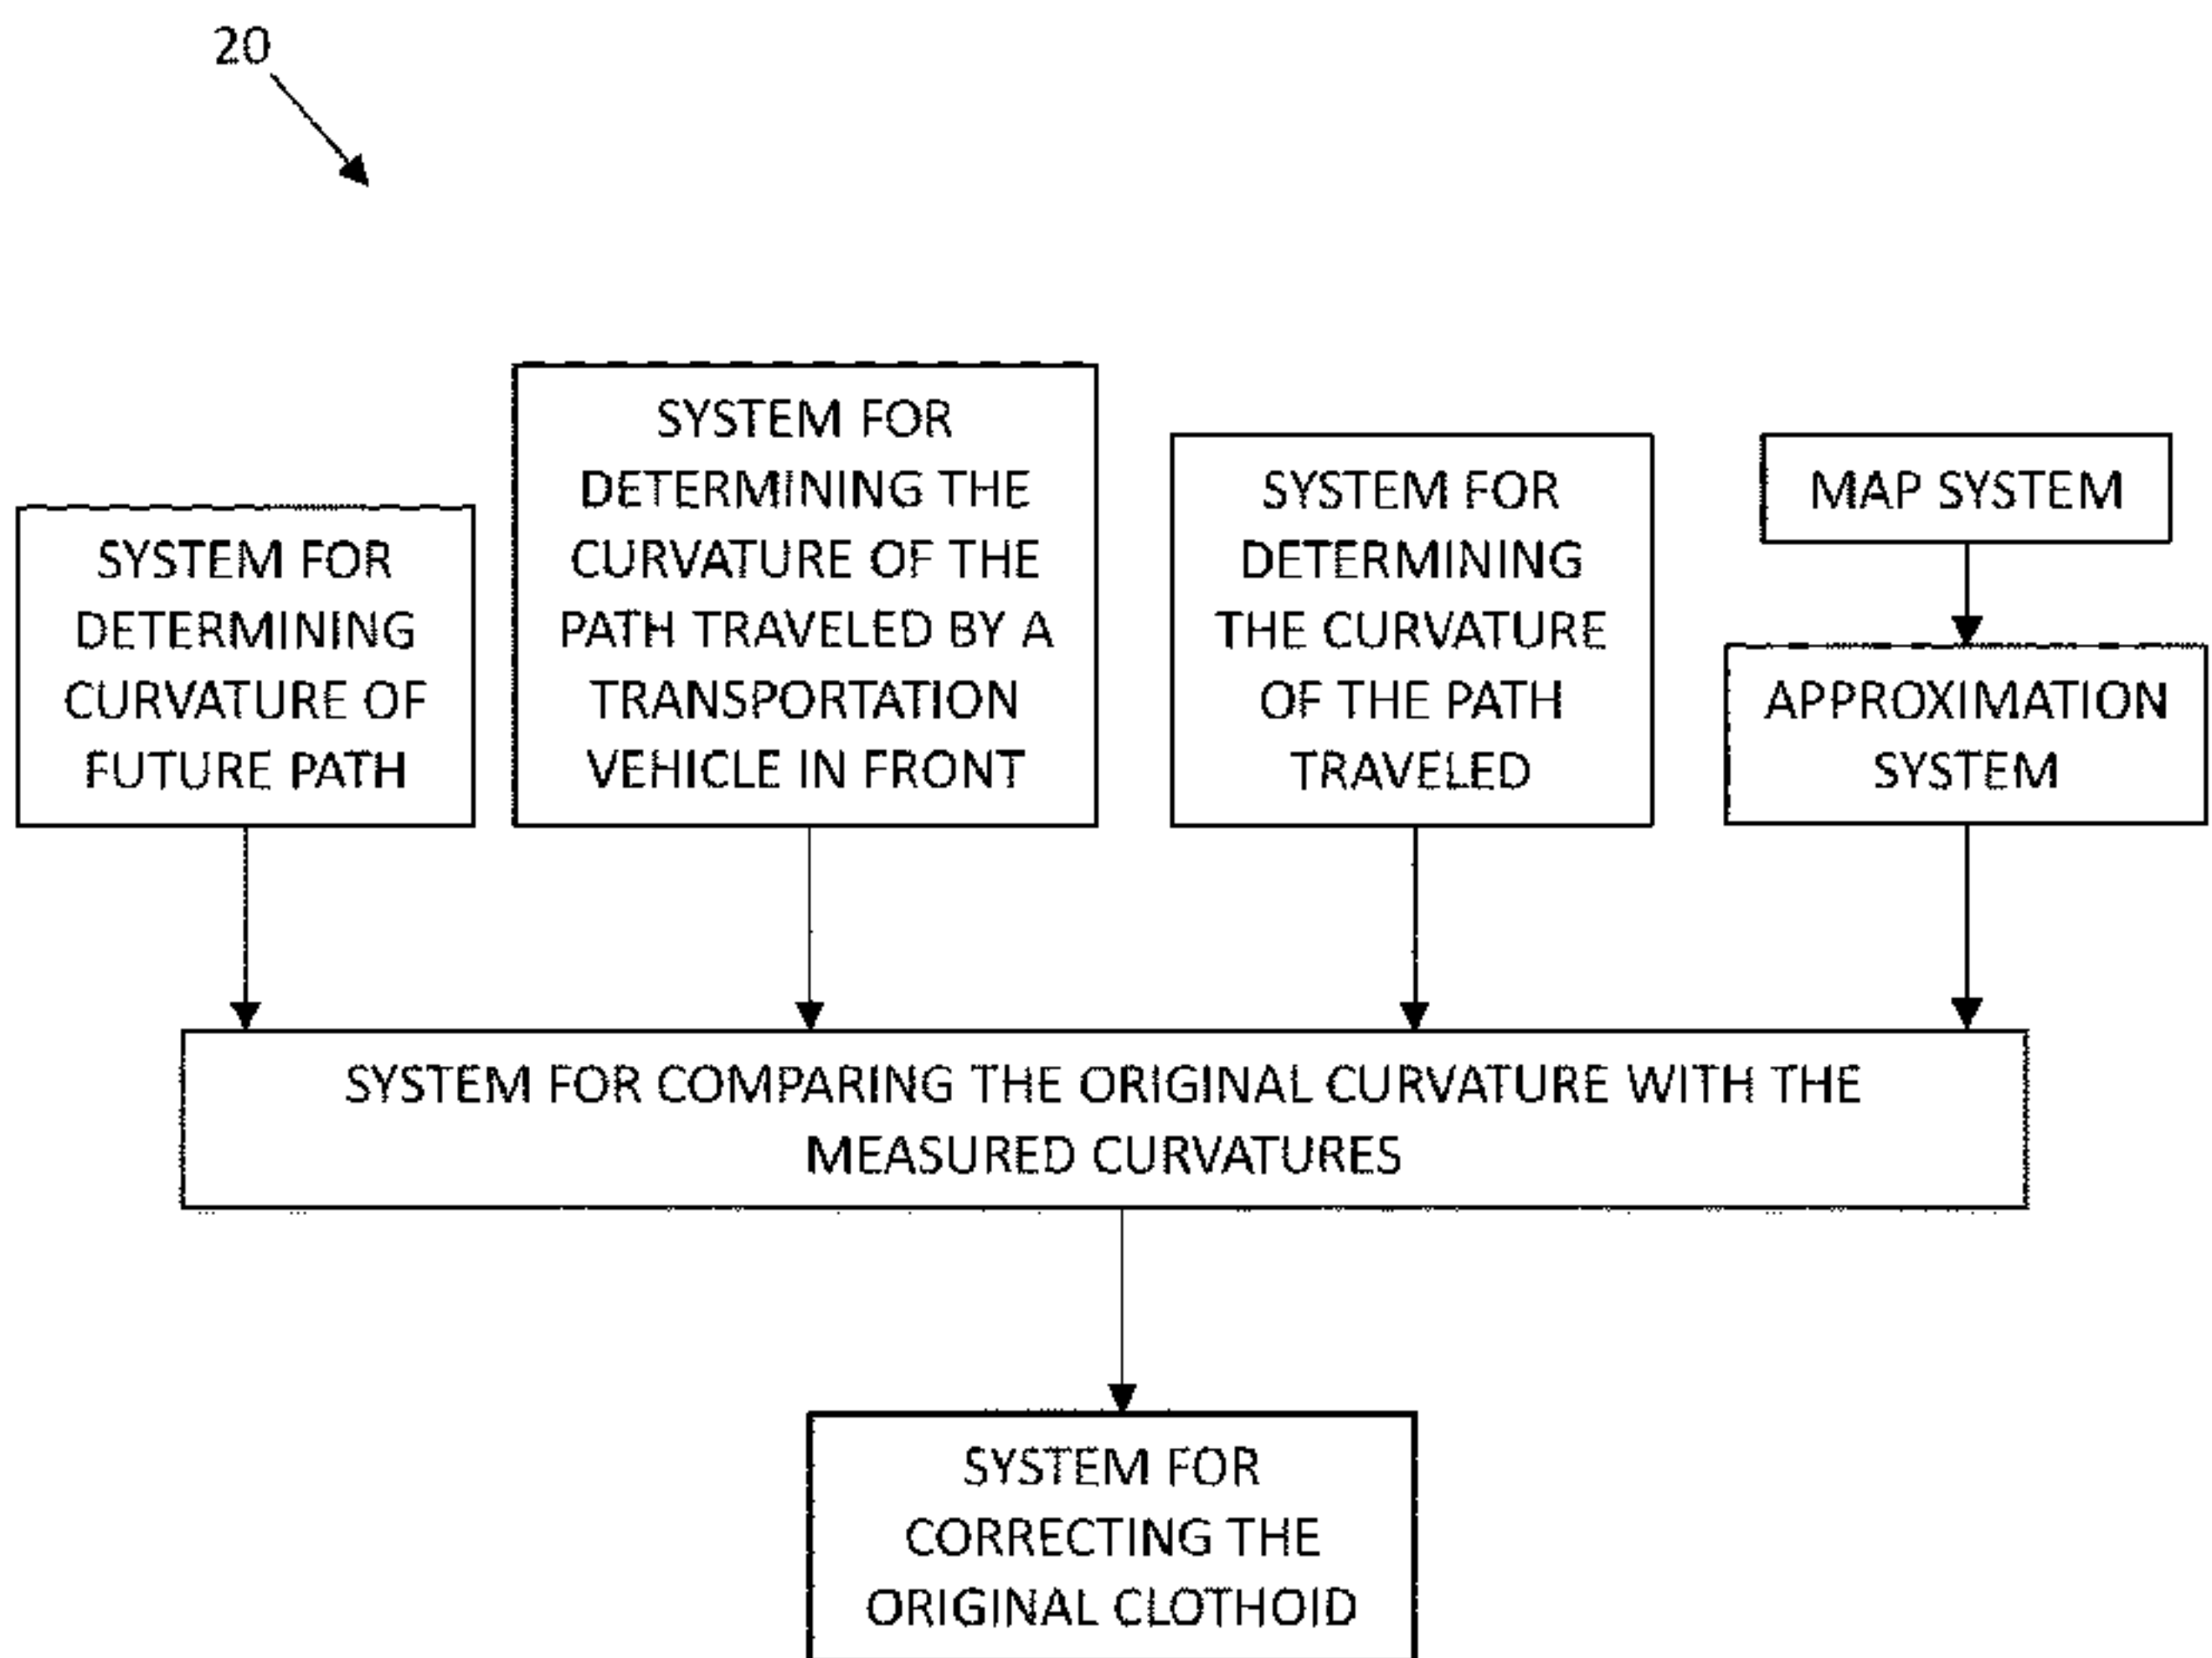 20
SYSTEM FOR
DETERMINING
CURVATURE OF
FUTURE PATH
SYSTEM FOR
DETERMINING THE
CURVATURE OF THE
PATH TRAVELED BY A
TRANSPORTATION
VEHICLE IN FRONT
SYSTEM FOR
DETERMINING
THE CURVATURE
OF THE PATH
TRAVELED
MAP SYSTEM
APPROXIMATION
SYSTEM
SYSTEM FOR COMPARING THE ORIGINAL CURVATURE WITH THE
MEASURED CURVATURES
SYSTEM FOR
CORRECTING THE
ORIGINAL CLOTHOID